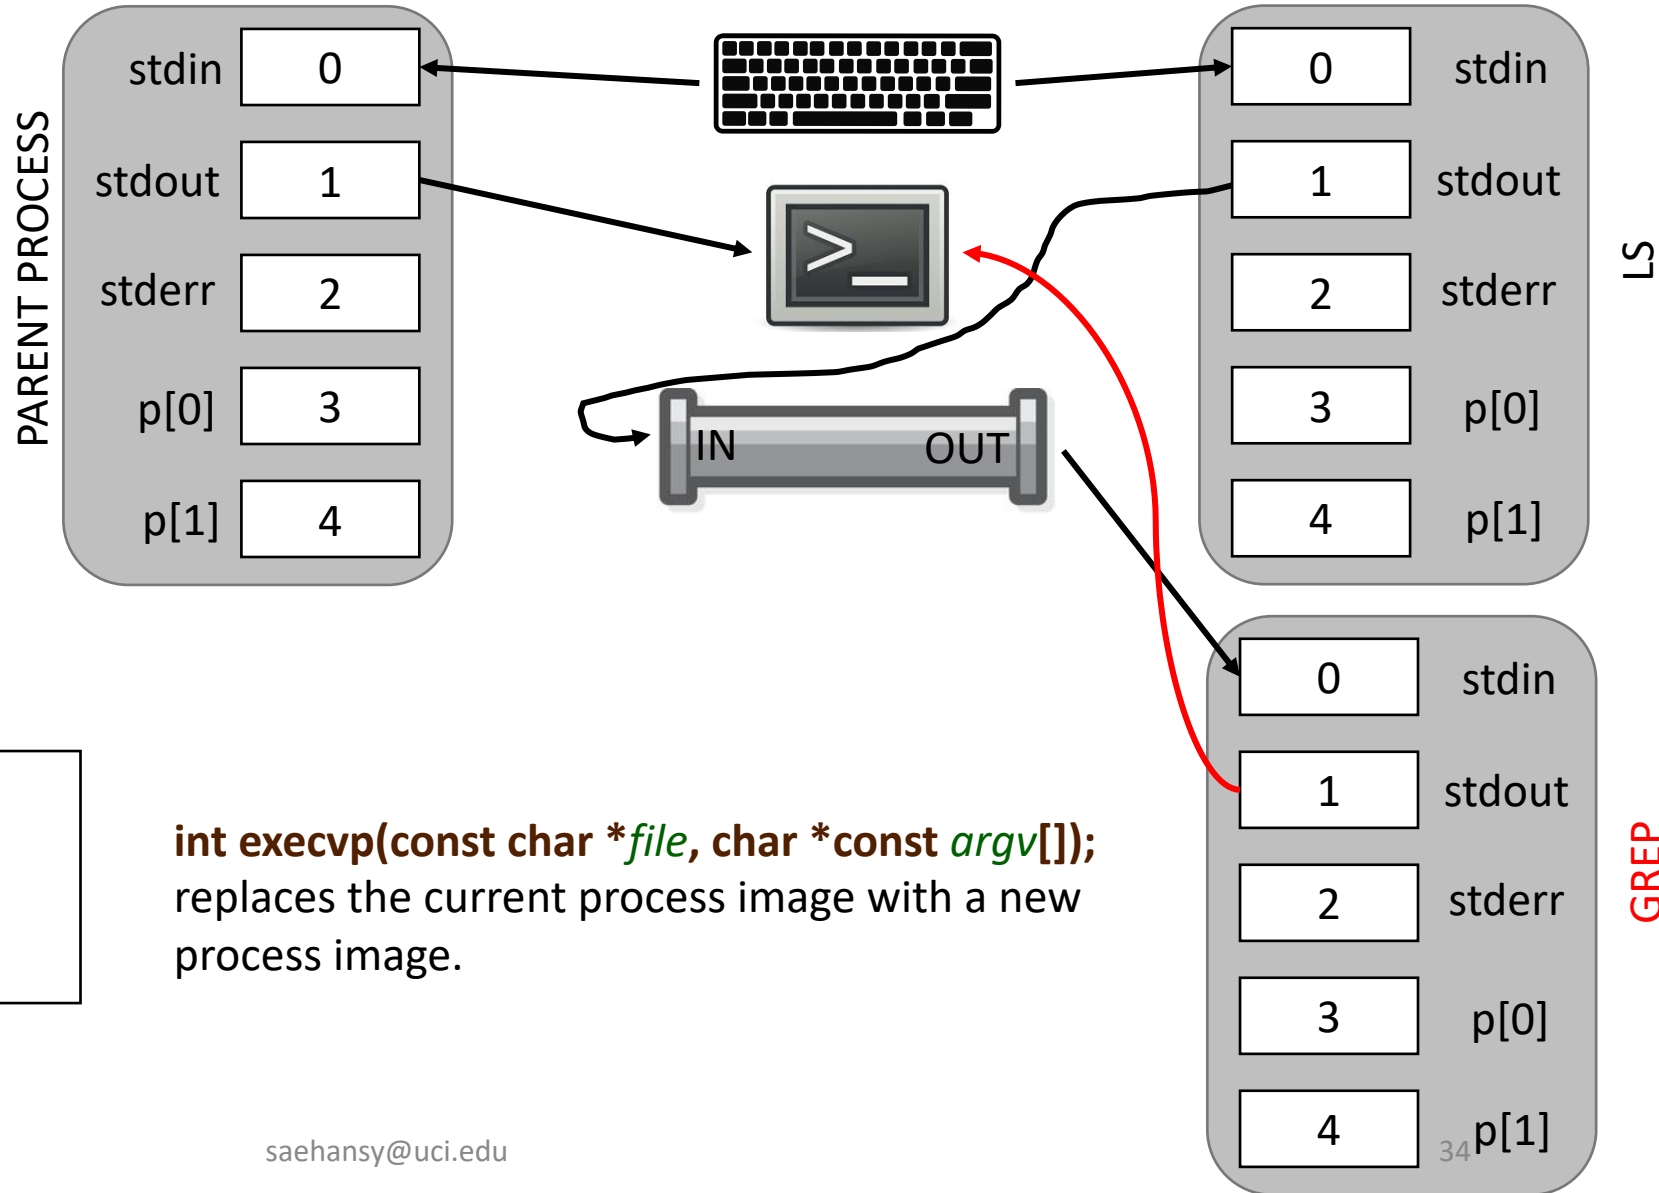 PARENT PROCESS
stdin 0
stdout 1
stderr 2
p[0] 3
p[1] 4
>_
IN OUT
0 stdin
1 stdout
2 stderr
3 p[0]
4 p[1]
LS
0 stdin
1 stdout
2 stderr
3 p[0]
4 p[1]
GREP
int execvp(const char *file, char *const argv[]);
replaces the current process image with a new
process image.
saehansy@uci.edu
34